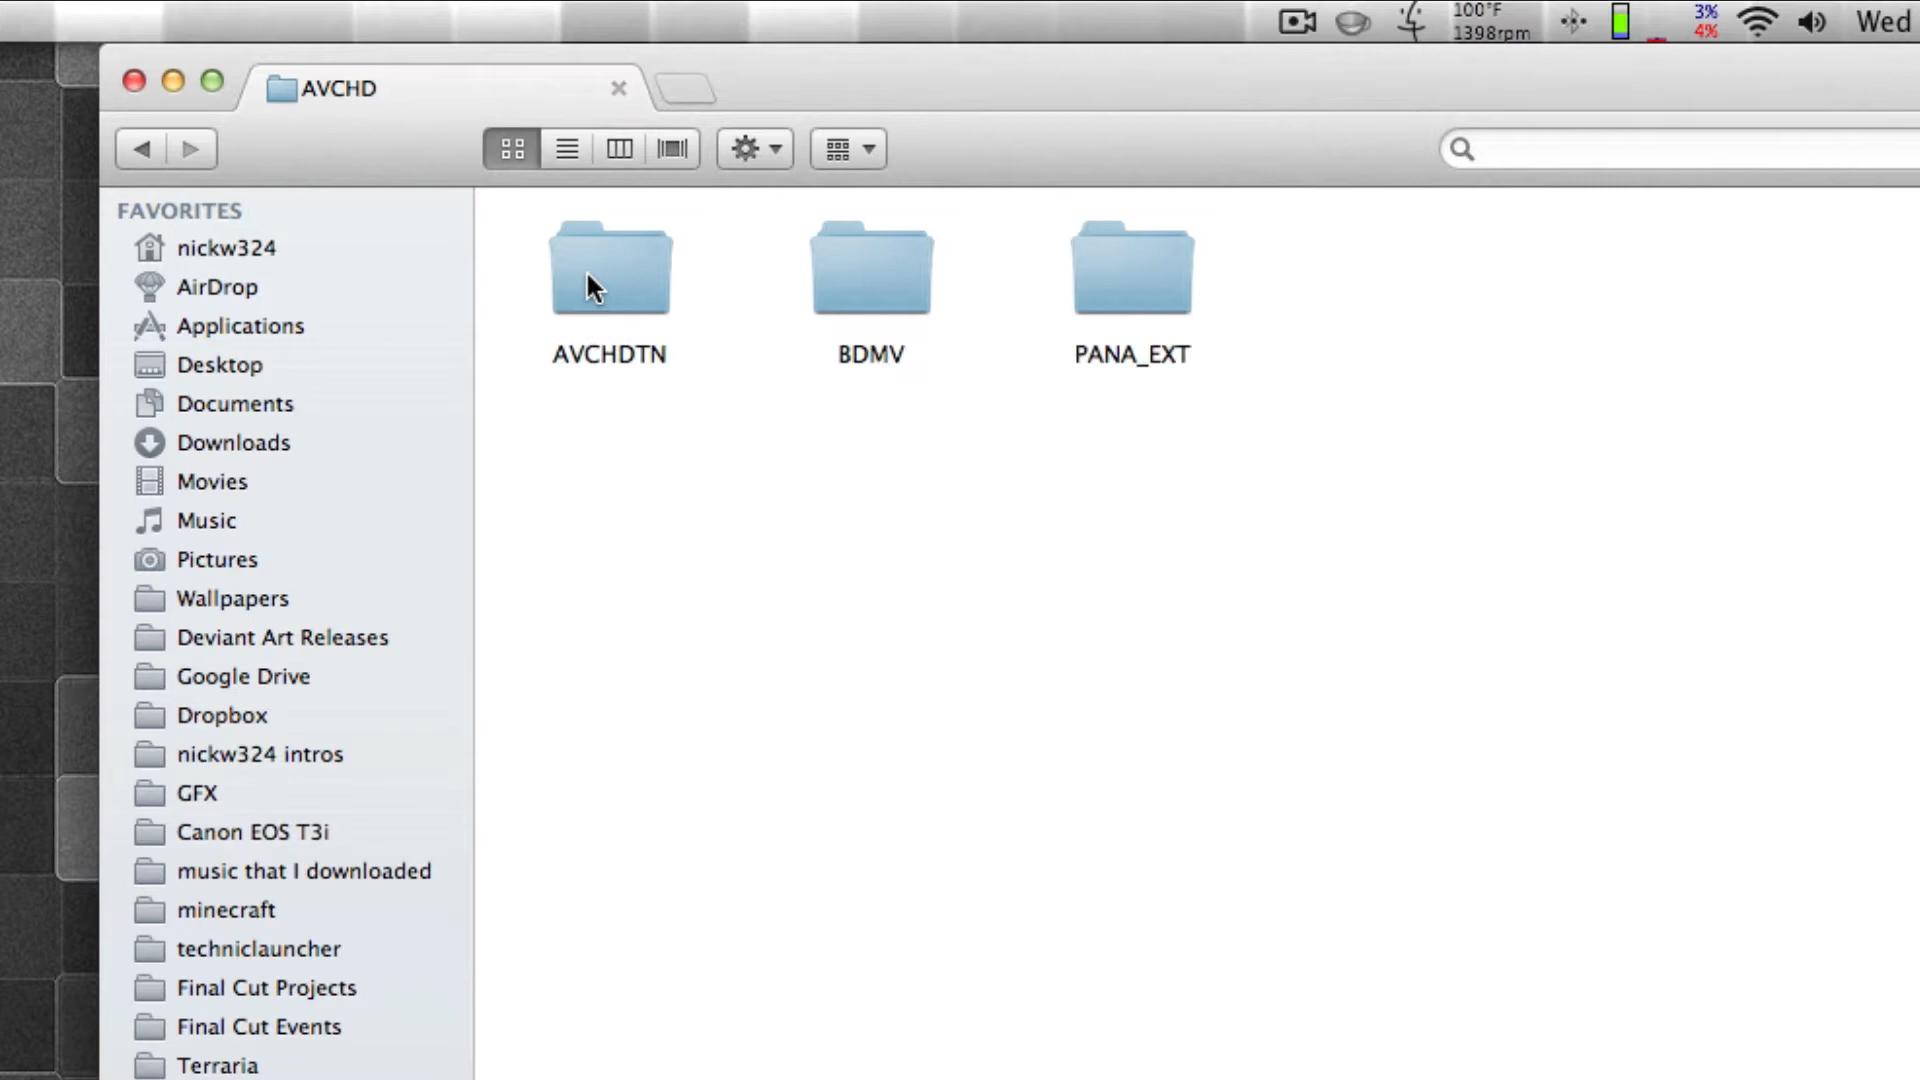 100°F
1398rpm
3%
4%
Wed
AVCHD
FAVORITES
nickw324
AirDrop
Applications
Desktop
Documents
Downloads
Movies
Music
Pictures
Wallpapers
Deviant Art Releases
Google Drive
Dropbox
nickw324 intros
GFX
Canon EOS T3i
music that I downloaded
minecraft
techniclauncher
Final Cut Projects
Final Cut Events
Terraria
AVCHDTN
BDMV
PANA_EXT